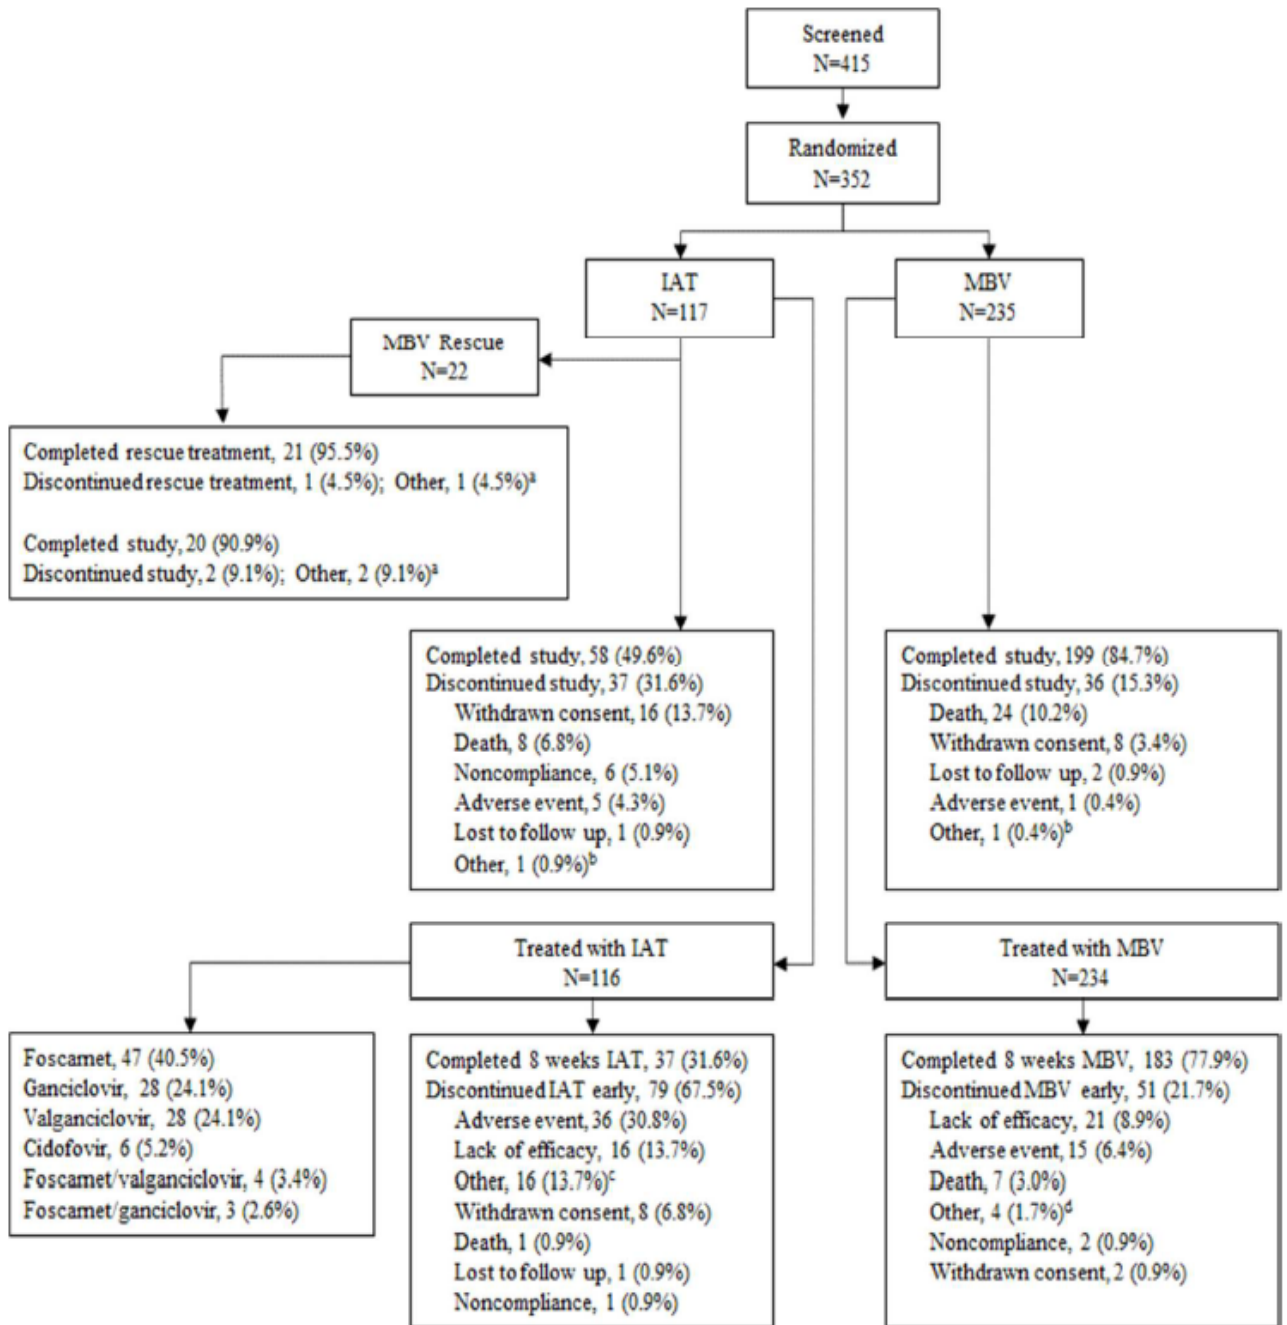 Screened
N=415
Randomized
N=352
IAT
N=117
MBV
N=235
MBV Rescue
N=22
Completed rescue treatment, 21 (95.5%)
Discontinued rescue treatment, 1 (4.5%); Other, 1 (4.5%)ᵃ
Completed study, 20 (90.9%)
Discontinued study, 2 (9.1%); Other, 2 (9.1%)ᵃ
Completed study, 58 (49.6%)
Discontinued study, 37 (31.6%)
Withdrawn consent, 16 (13.7%)
Death, 8 (6.8%)
Noncompliance, 6 (5.1%)
Adverse event, 5 (4.3%)
Lost to follow up, 1 (0.9%)
Other, 1 (0.9%)ᵇ
Completed study, 199 (84.7%)
Discontinued study, 36 (15.3%)
Death, 24 (10.2%)
Withdrawn consent, 8 (3.4%)
Lost to follow up, 2 (0.9%)
Adverse event, 1 (0.4%)
Other, 1 (0.4%)ᵇ
Treated with IAT
N=116
Treated with MBV
N=234
Foscarnet, 47 (40.5%)
Ganciclovir, 28 (24.1%)
Valganciclovir, 28 (24.1%)
Cidofovir, 6 (5.2%)
Foscarnet/valganciclovir, 4 (3.4%)
Foscarnet/ganciclovir, 3 (2.6%)
Completed 8 weeks IAT, 37 (31.6%)
Discontinued IAT early, 79 (67.5%)
Adverse event, 36 (30.8%)
Lack of efficacy, 16 (13.7%)
Other, 16 (13.7%)ᶜ
Withdrawn consent, 8 (6.8%)
Death, 1 (0.9%)
Lost to follow up, 1 (0.9%)
Noncompliance, 1 (0.9%)
Completed 8 weeks MBV, 183 (77.9%)
Discontinued MBV early, 51 (21.7%)
Lack of efficacy, 21 (8.9%)
Adverse event, 15 (6.4%)
Death, 7 (3.0%)
Other, 4 (1.7%)ᵈ
Noncompliance, 2 (0.9%)
Withdrawn consent, 2 (0.9%)